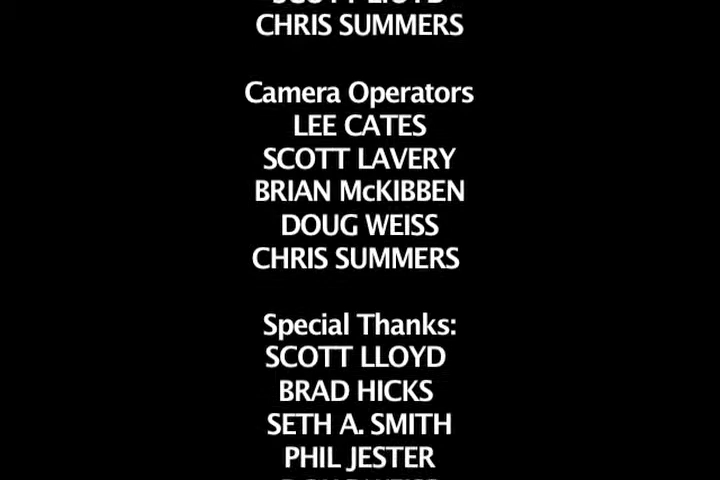 CHRIS SUMMERS
Camera Operators
LEE CATES
SCOTT LAVERY
BRIAN McKIBBEN
DOUG WEISS
CHRIS SUMMERS
Special Thanks:
SCOTT LLOYD
BRAD HICKS
SETH A. SMITH
PHIL JESTER